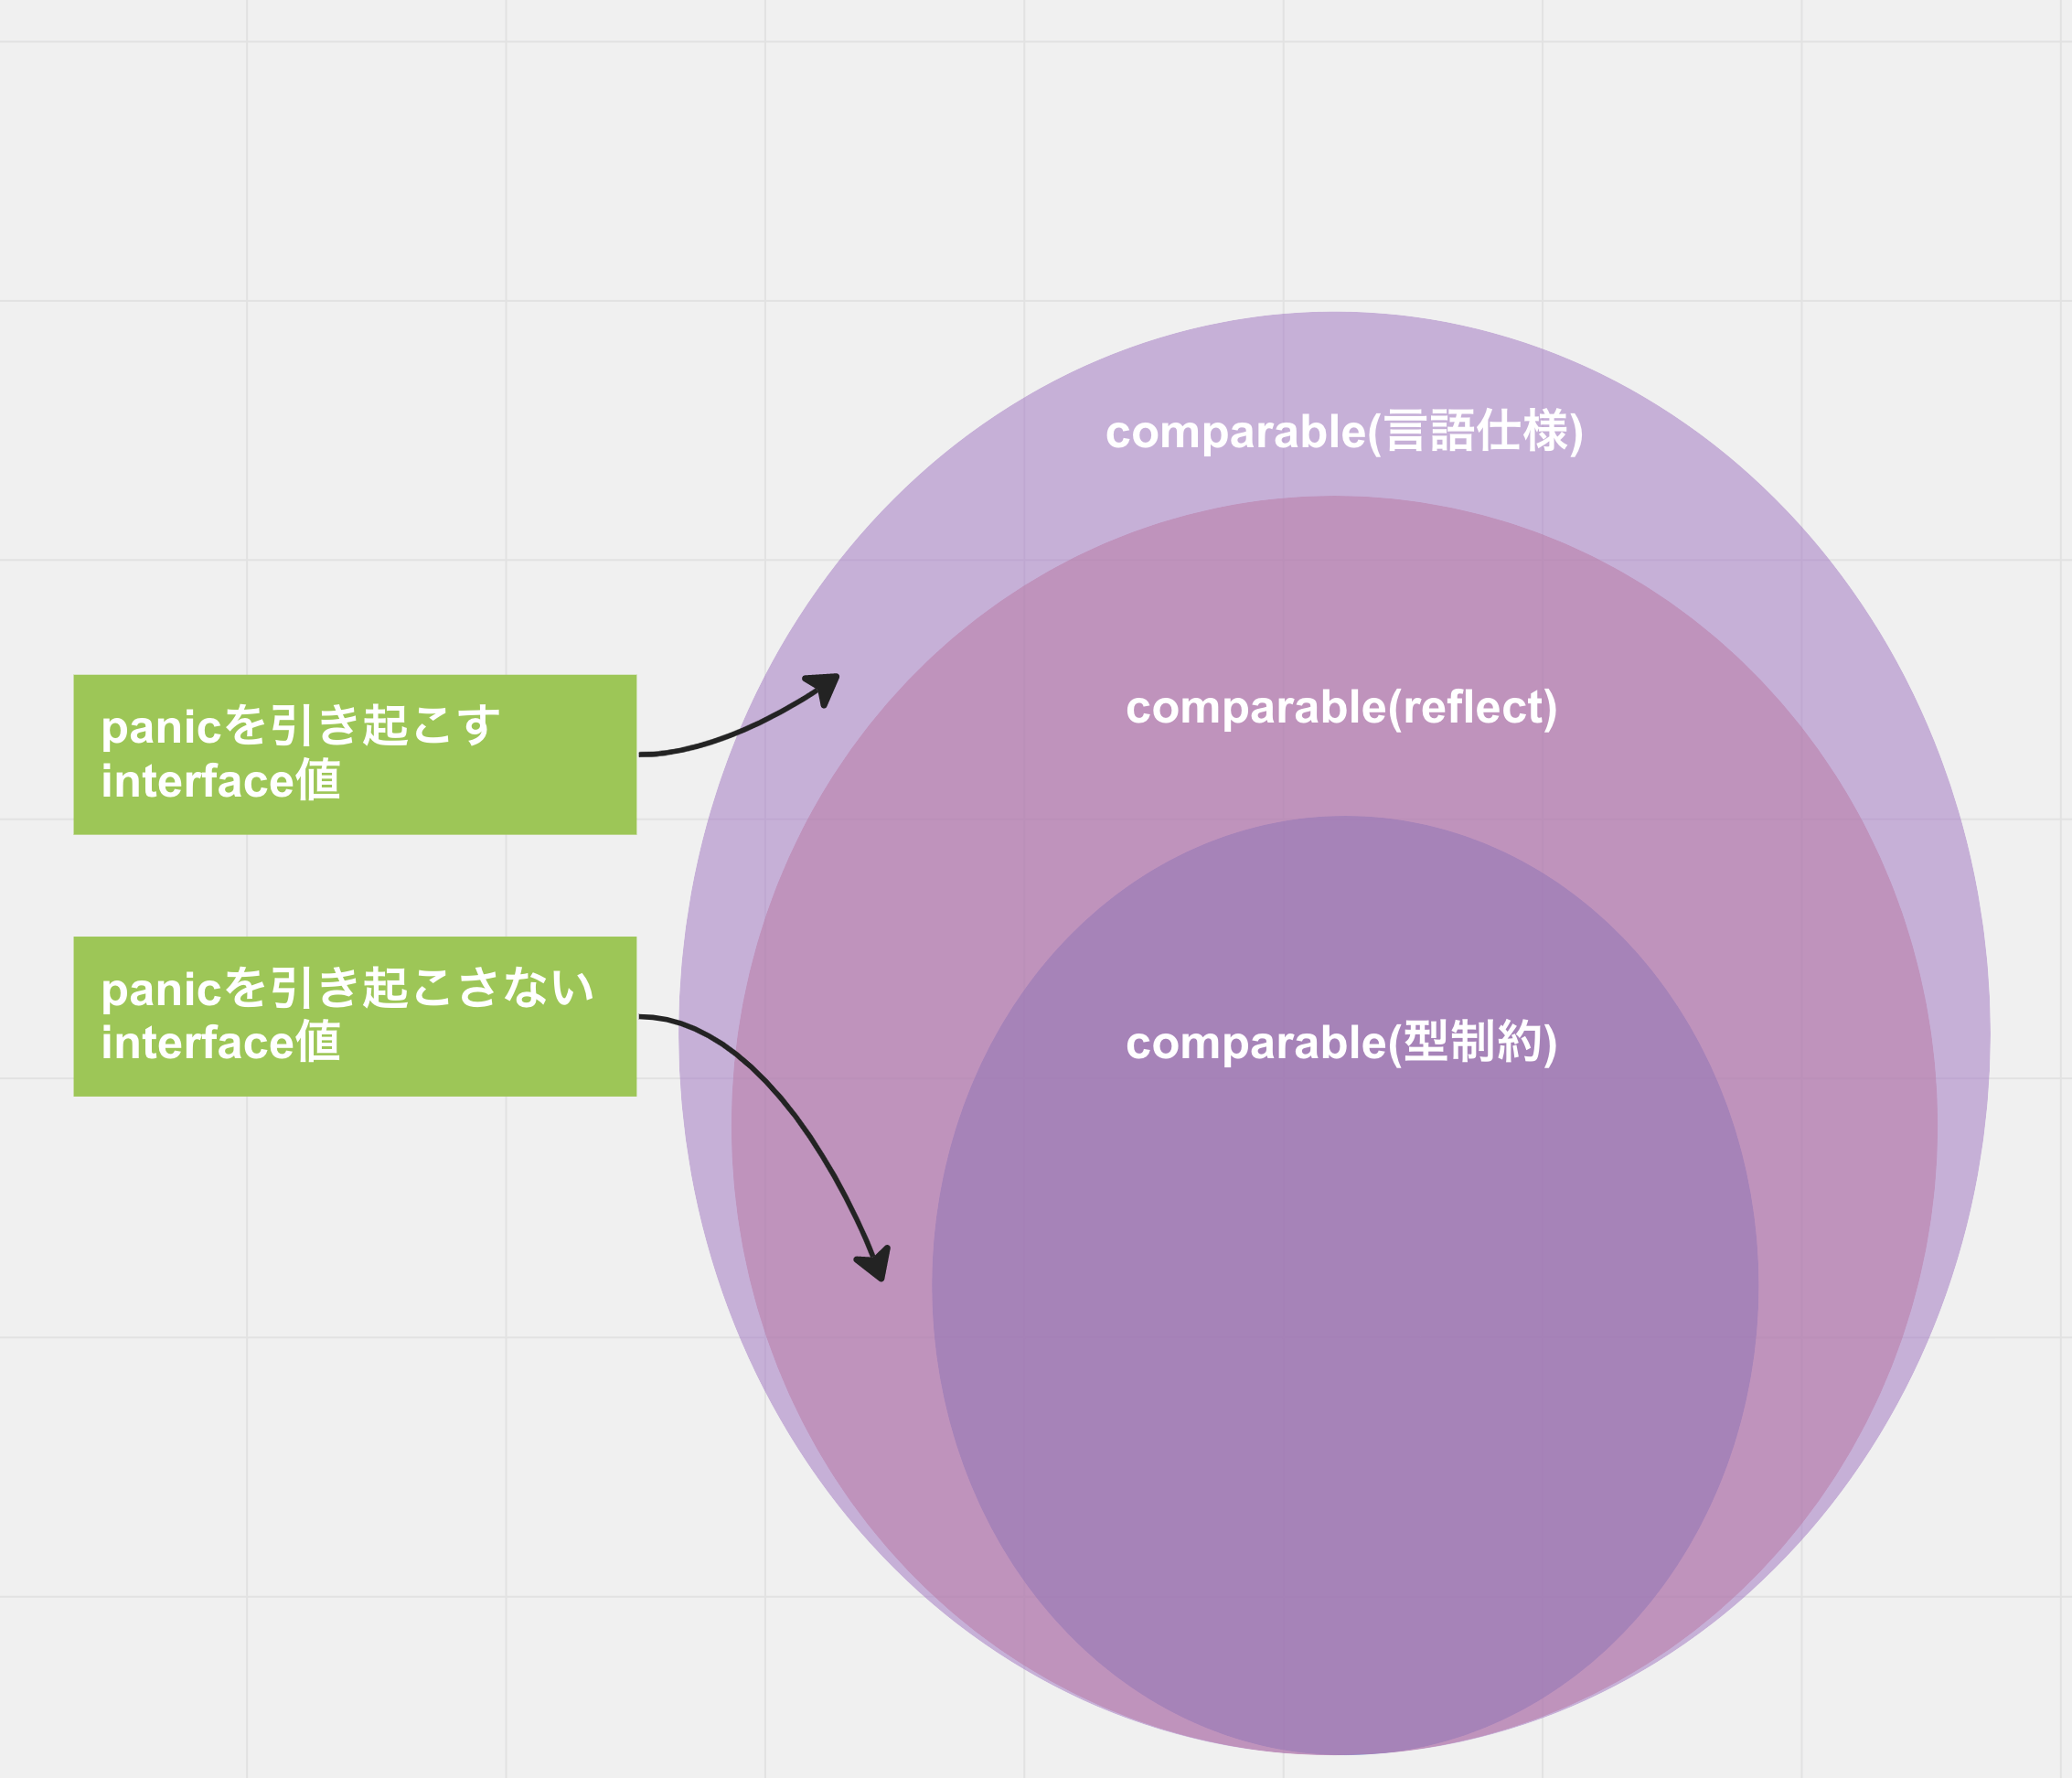 comparable(言語仕様)
comparable(reflect)
panicを引き起こす
interface値
panicを引き起こさない
interface値
comparable(型制約)